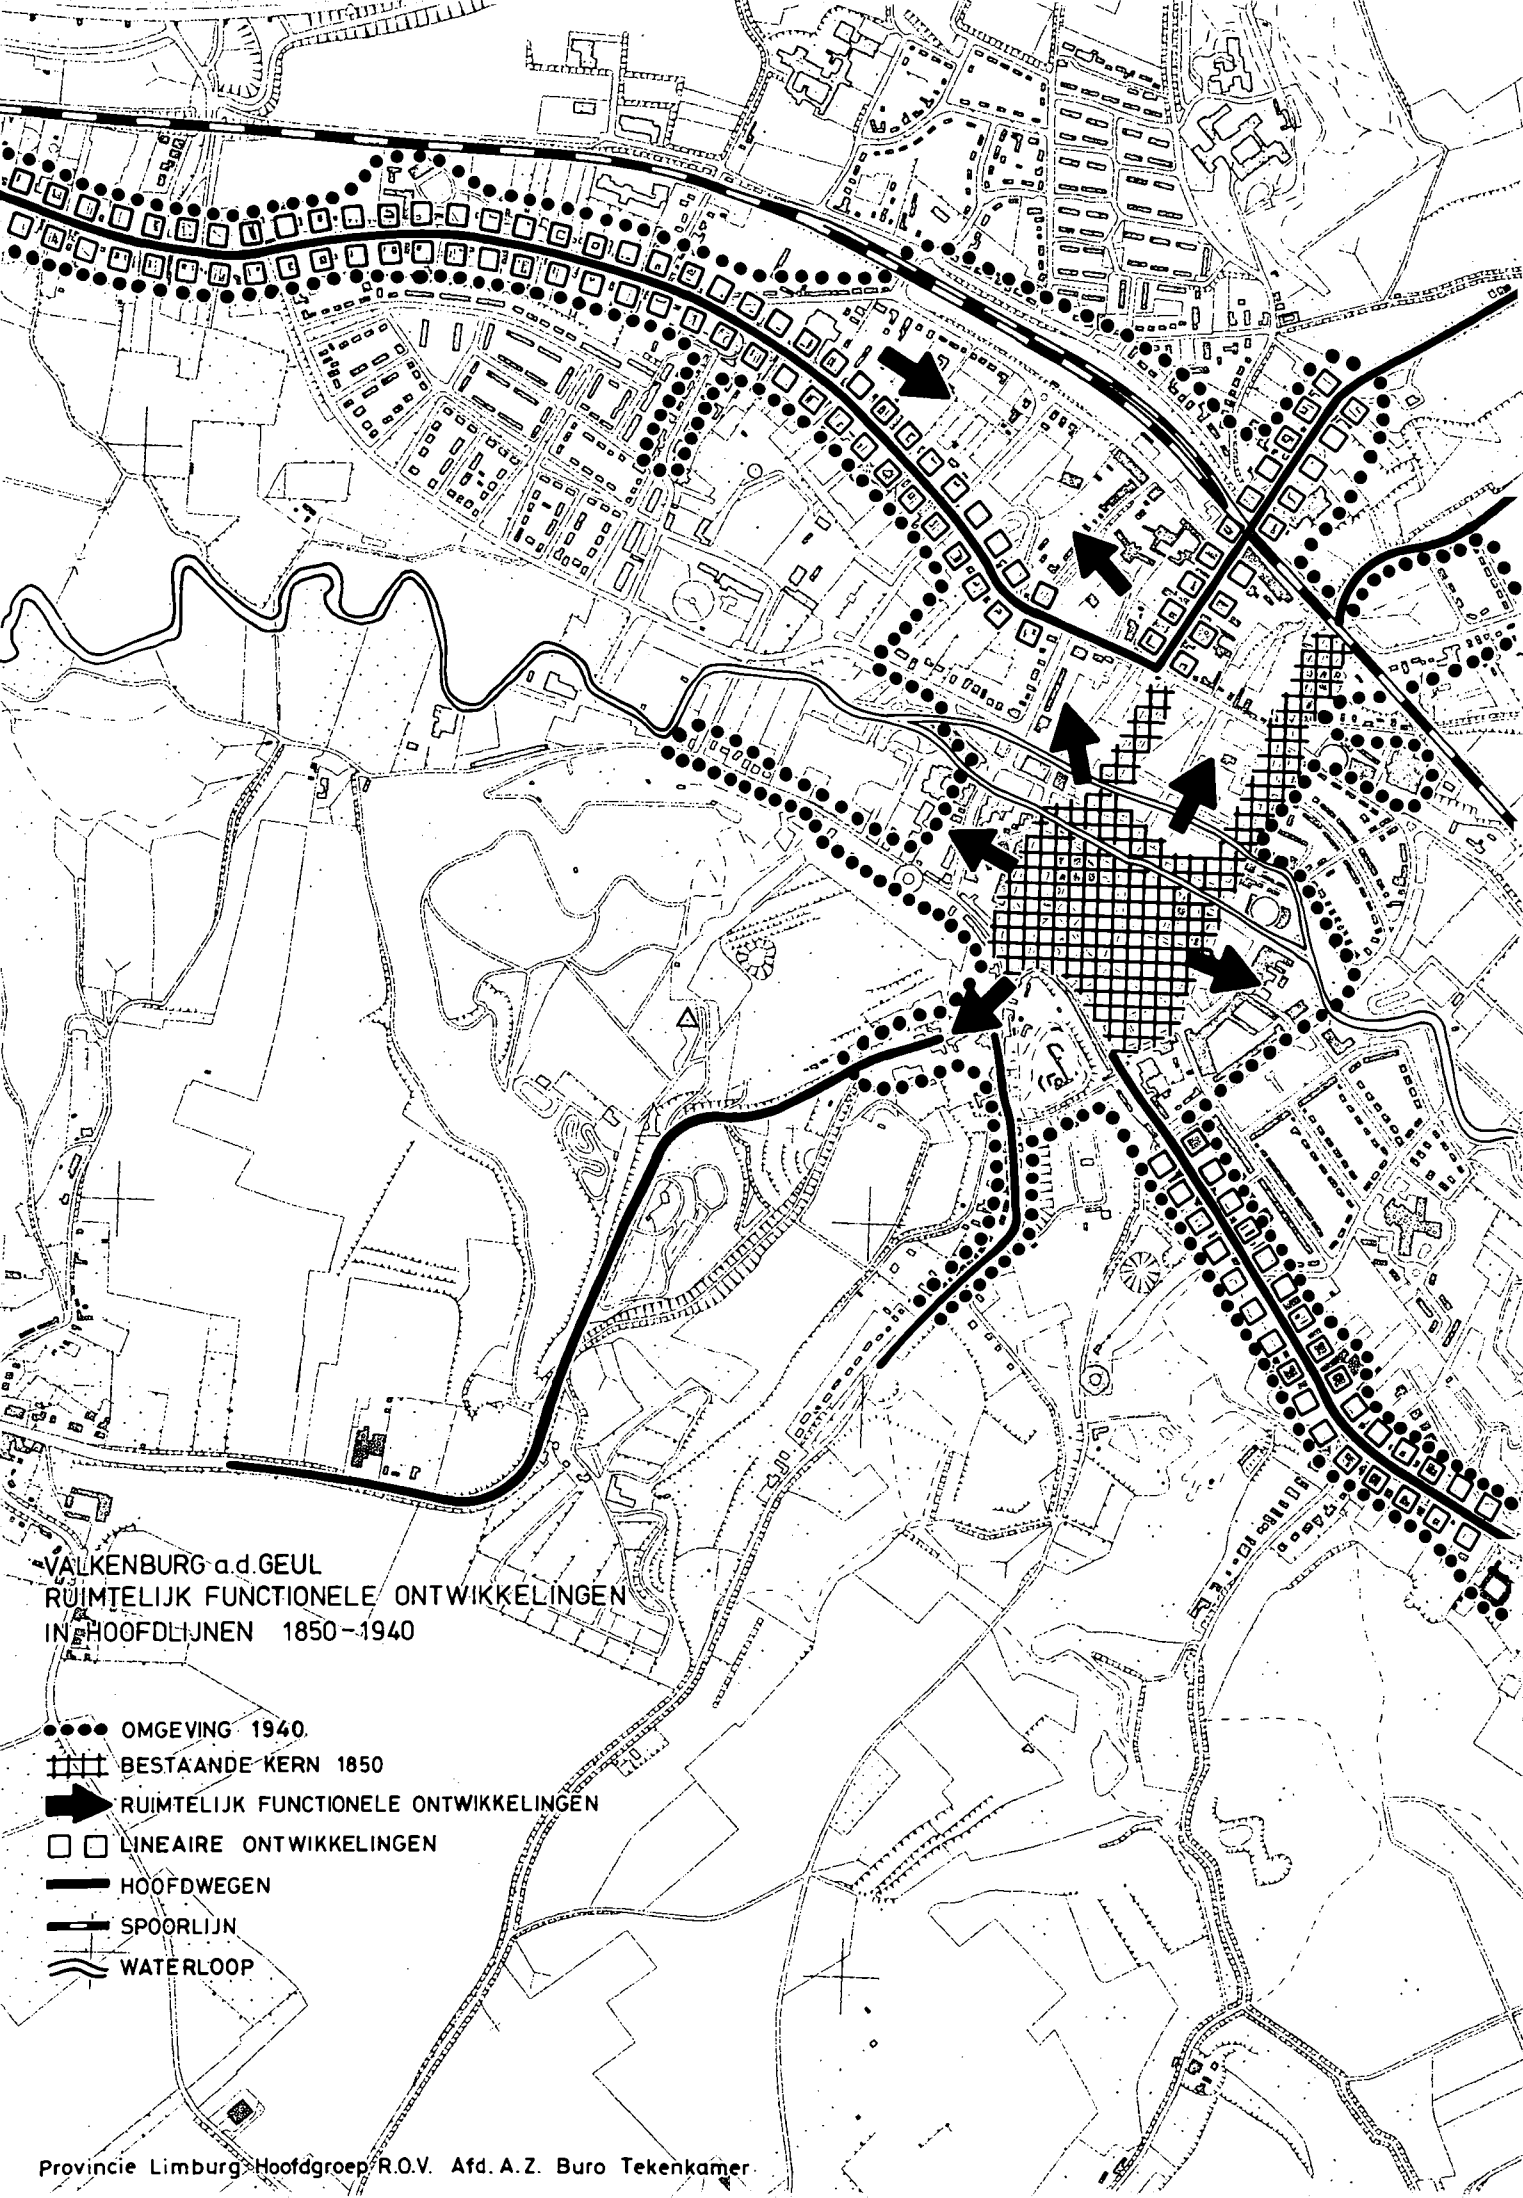 VALKENBURG a.d. GEUL
RUIMTELIJK FUNCTIONELE ONTWIKKELINGEN
IN HOOFDLIJNEN 1850-1940
OMGEVING 1940
BESTAANDE KERN 1850
RUIMTELIJK FUNCTIONELE ONTWIKKELINGEN
LINEAIRE ONTWIKKELINGEN
HOOFDWEGEN
SPOORLIJN
WATERLOOP
Provincie Limburg Hoofdgroep R.O.V. Afd. A.Z. Buro Tekenkamer